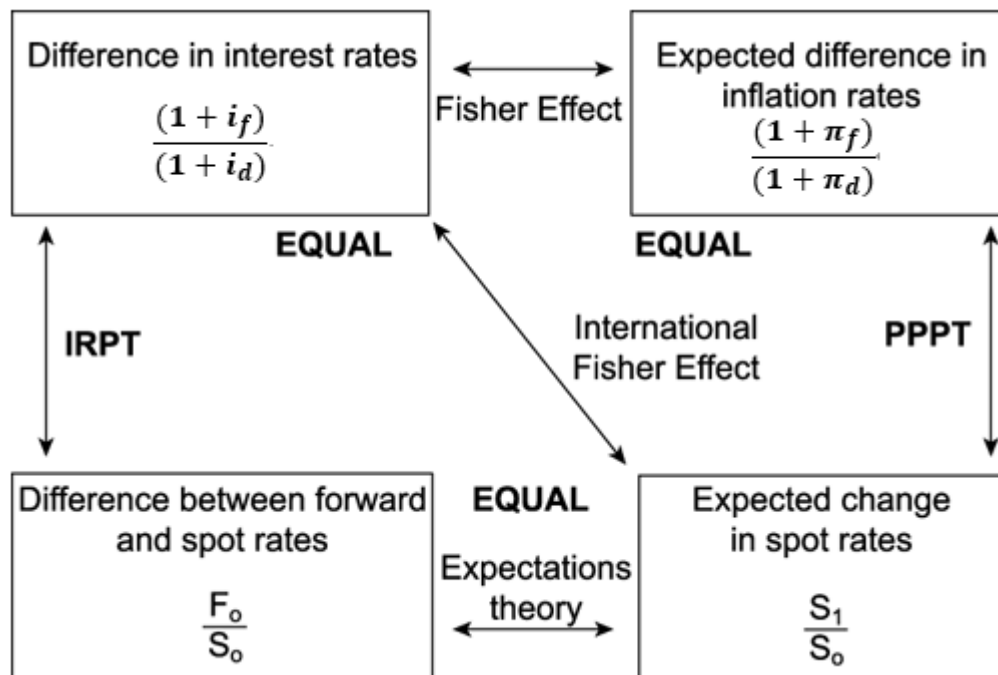 Difference in interest rates
(1 + i_f)
(1 + i_d)
Fisher Effect
Expected difference in
inflation rates
(1 + π_f)
(1 + π_d)
EQUAL
EQUAL
IRPT
International
Fisher Effect
PPPT
Difference between forward
and spot rates
F_o
S_o
EQUAL
Expectations
theory
Expected change
in spot rates
S_1
S_o